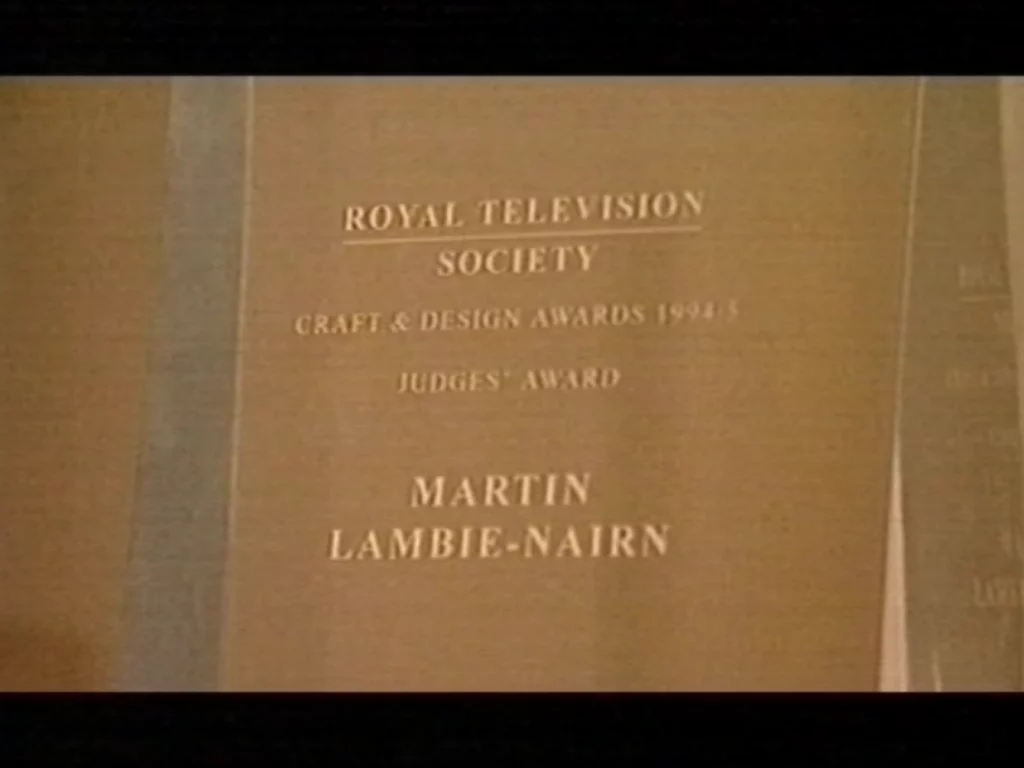 ROYAL TELEVISION
SOCIETY
CRAFT & DESIGN AWARDS 1994/5
JUDGES' AWARD
MARTIN
LAMBIE-NAIRN